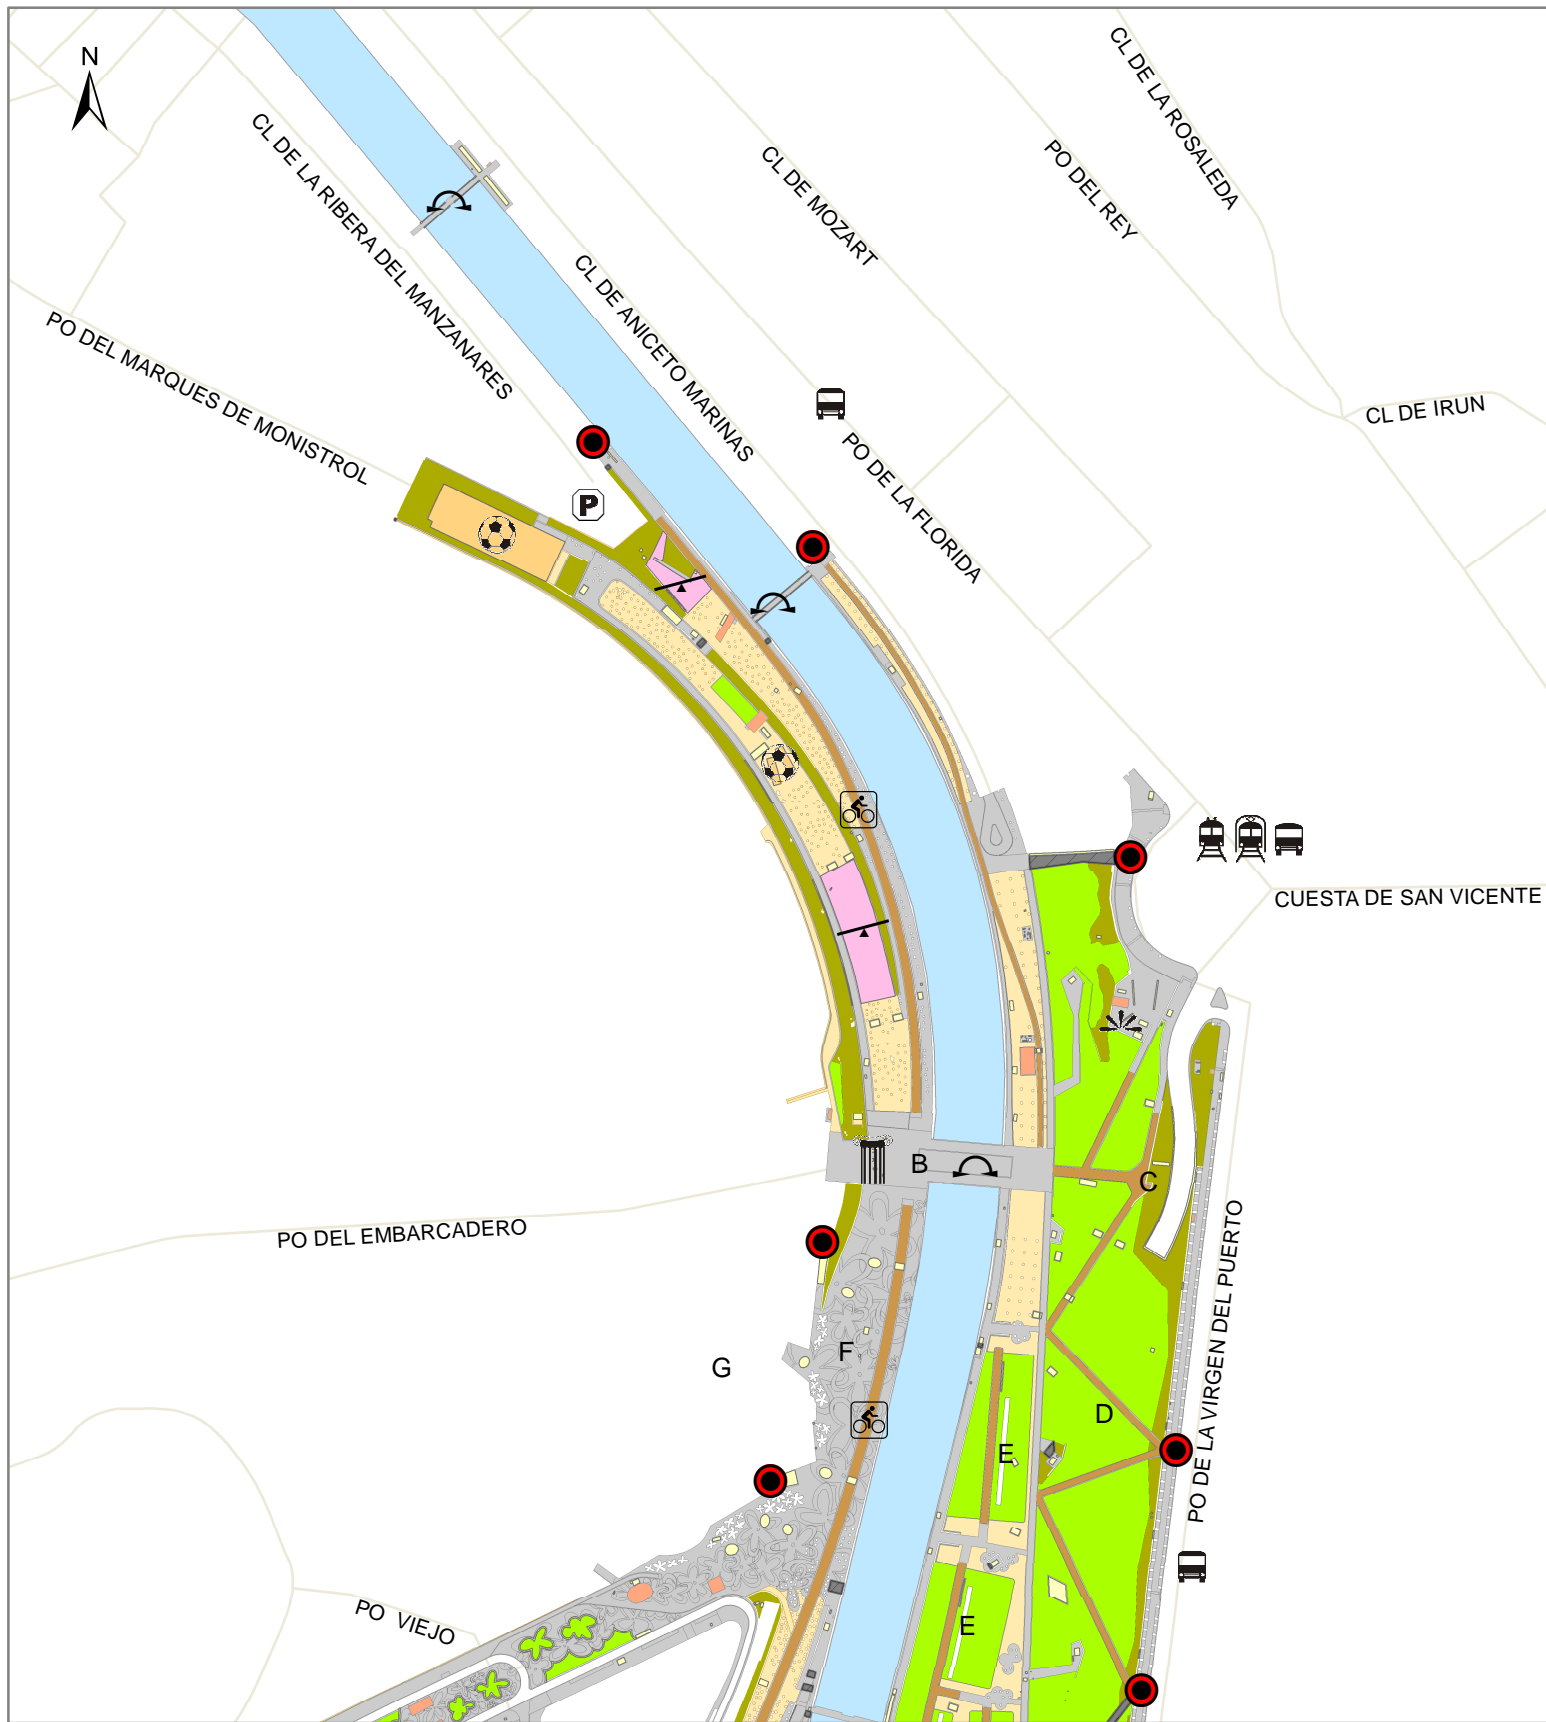 N
CL DE LA ROSALEDA
PO DEL REY
CL DE MOZART
CL DE LA RIBERA DEL MANZANARES
CL DE ANICETO MARINAS
PO DEL MARQUES DE MONISTROL
CL DE IRUN
PO DE LA FLORIDA
P
CUESTA DE SAN VICENTE
B
C
PO DEL EMBARCADERO
PO DE LA VIRGEN DEL PUERTO
F
G
D
E
PO VIEJO
E